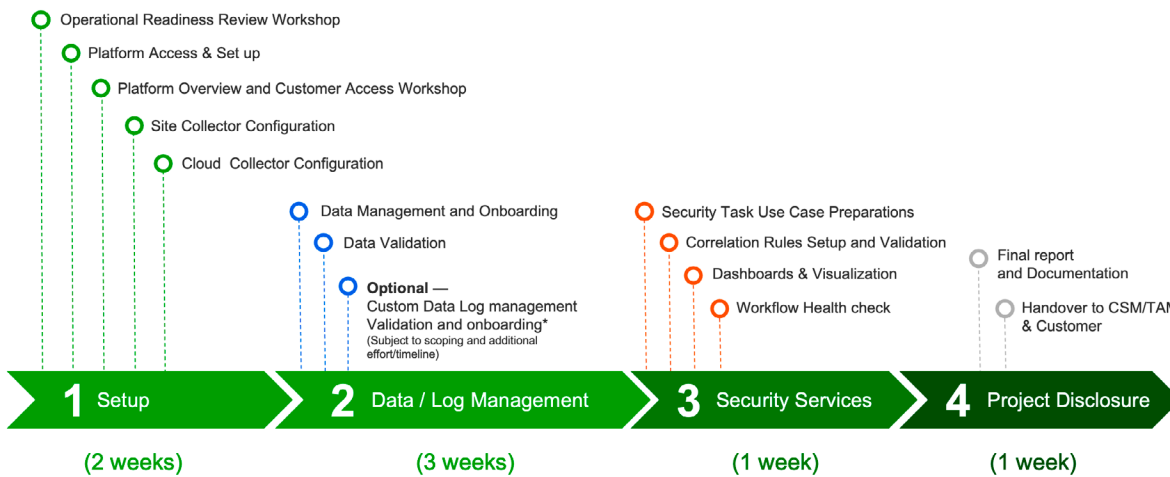 Operational Readiness Review Workshop
Platform Access & Set up
Platform Overview and Customer Access Workshop
Site Collector Configuration
Cloud Collector Configuration
Data Management and Onboarding
Data Validation
Optional —
Custom Data Log management
Validation and onboarding*
(Subject to scoping and additional
effort/timeline)
Security Task Use Case Preparations
Correlation Rules Setup and Validation
Dashboards & Visualization
Workflow Health check
Final report
and Documentation
Handover to CSM/TAM
& Customer
1 Setup
2 Data / Log Management
3 Security Services
4 Project Disclosure
(2 weeks)
(3 weeks)
(1 week)
(1 week)